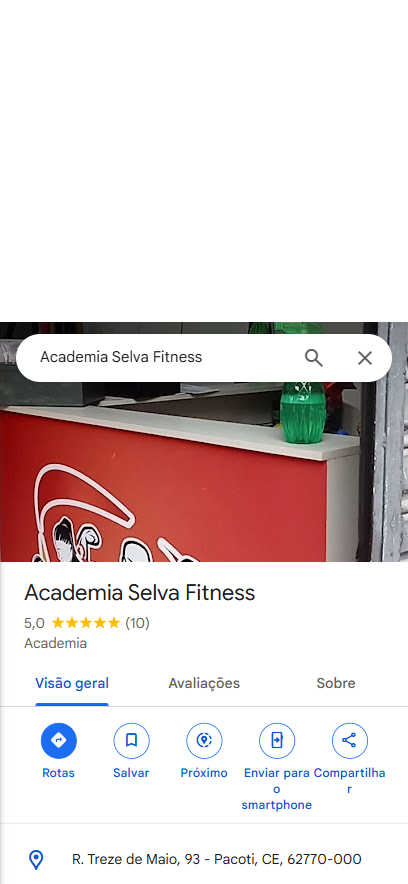 Academia Selva Fitness
Academia Selva Fitness
5,0 (10)
Academia
Visão geral Avaliações Sobre
Rotas Salvar Próximo Enviar para o smartphone Compartilhar
R. Treze de Maio, 93 - Pacoti, CE, 62770-000